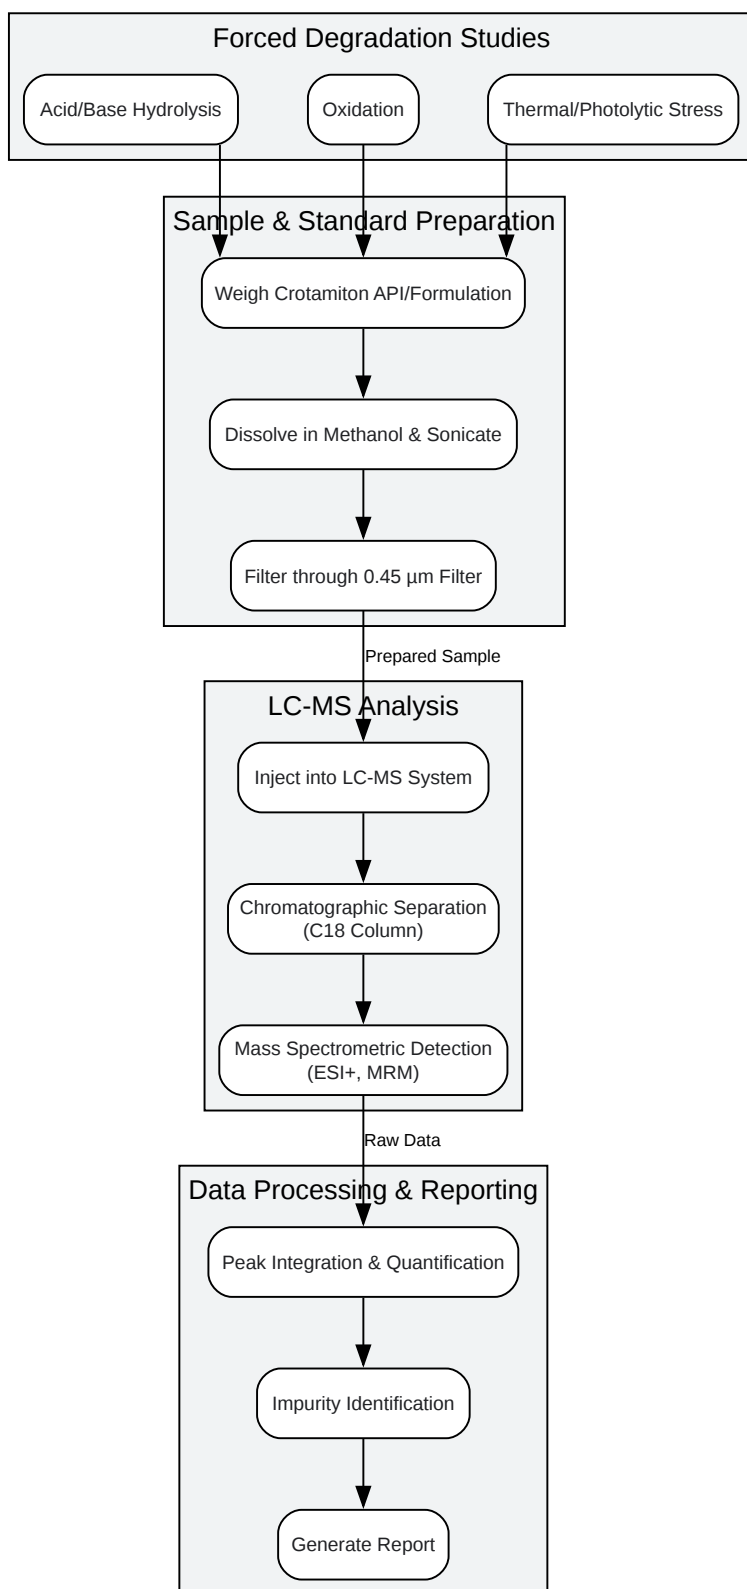 Forced Degradation Studies
Acid/Base Hydrolysis
Oxidation
Thermal/Photolytic Stress
Sample & Standard Preparation
Weigh Crotamiton API/Formulation
Dissolve in Methanol & Sonicate
Filter through 0.45 µm Filter
Prepared Sample
LC-MS Analysis
Inject into LC-MS System
Chromatographic Separation
(C18 Column)
Mass Spectrometric Detection
(ESI+, MRM)
Raw Data
Data Processing & Reporting
Peak Integration & Quantification
Impurity Identification
Generate Report